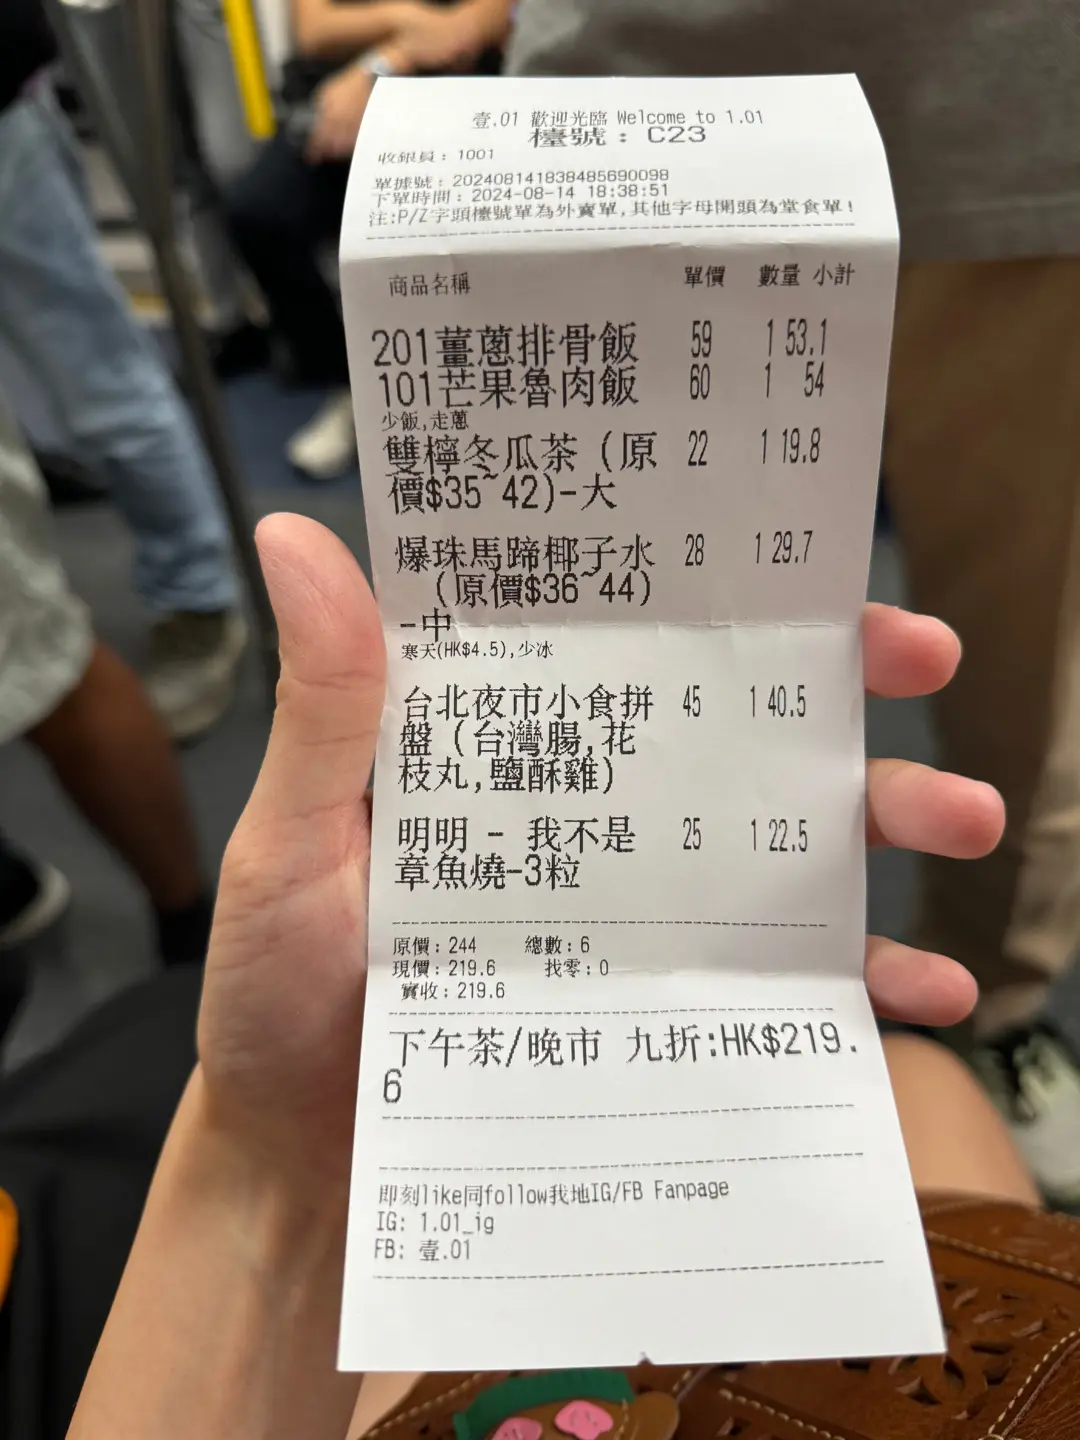 壹.01 歡迎光臨 Welcome to 1.01
檯號：C23
收銀員：1001
單據號：202408141838485690098
下單時間：2024-08-14 18:38:51
注:P/Z字頭檯號單為外賣單,其他字母開頭為堂食單!
商品名稱 單價 數量 小計
201薑蔥排骨飯 59 1 53.1
101芒果魯肉飯 60 1 54
少飯,走蔥
雙檸冬瓜茶 (原 22 1 19.8
價$35~42)-大
爆珠馬蹄椰子水 28 1 29.7
(原價$36~44)
-中
寒天(HK$4.5),少冰
台北夜市小食拼 45 1 40.5
盤 (台灣腸,花
枝丸,鹽酥雞)
明明 - 我不是 25 1 22.5
章魚燒-3粒
原價:244 總數:6
現價:219.6 找零:0
實收:219.6
下午茶/晚市 九折:HK$219.
6
即刻like同follow我地IG/FB Fanpage
IG: 1.01_ig
FB: 壹.01